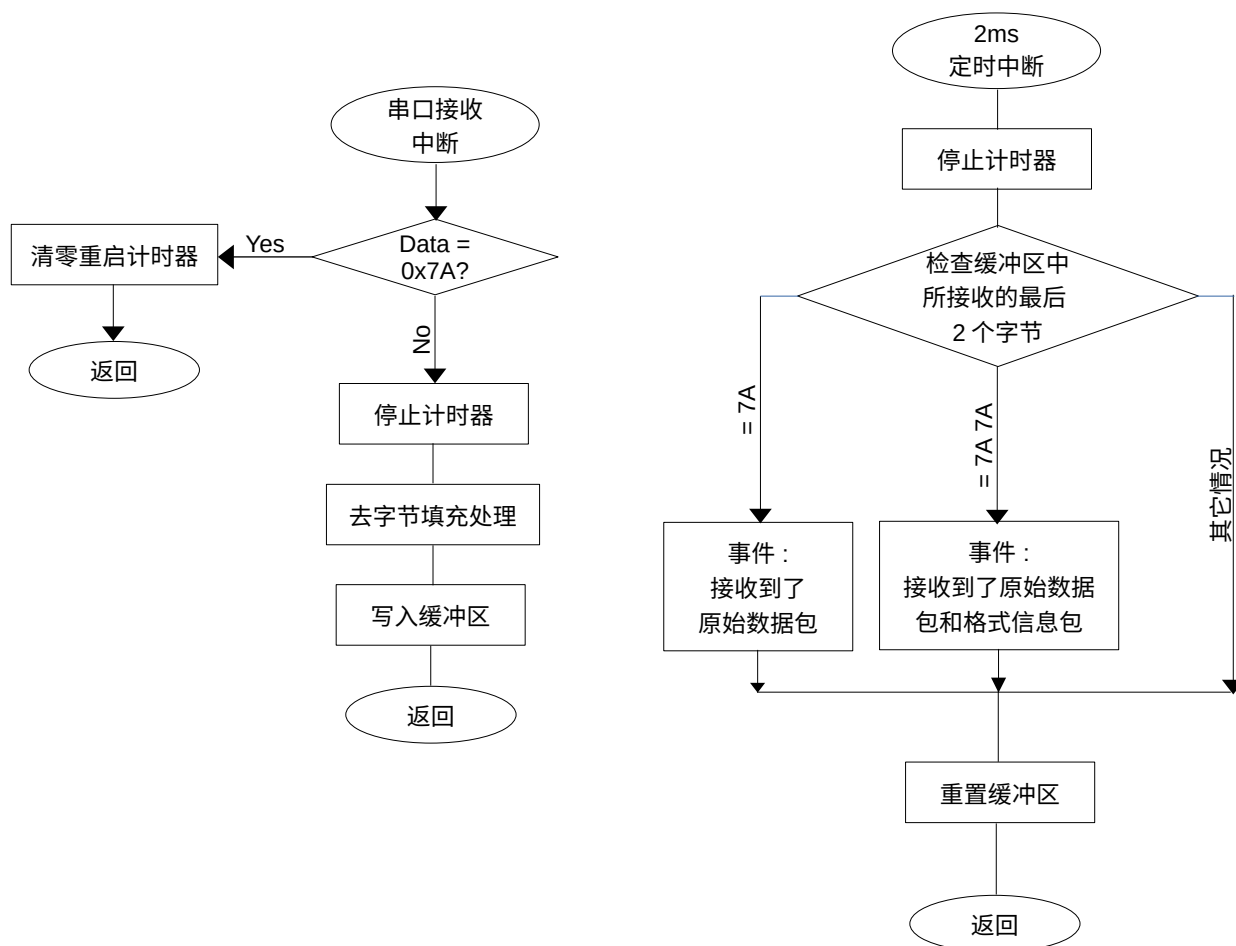 串口接收
中断
Data =
0x7A?
Yes
清零重启计时器
返回
No
停止计时器
去字节填充处理
写入缓冲区
返回
2ms
定时中断
停止计时器
检查缓冲区中
所接收的最后
2 个字节
= 7A
= 7A 7A
其它情况
事件 :
接收到了
原始数据包
事件 :
接收到了原始数据
包和格式信息包
重置缓冲区
返回